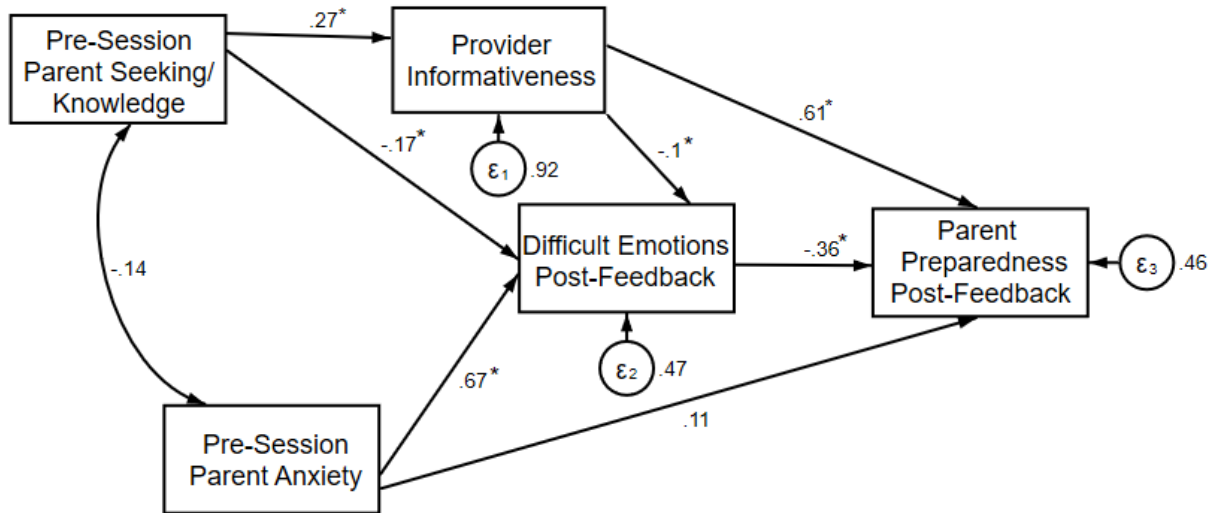 Pre-Session
Parent Seeking/
Knowledge
.27*
Provider
Informativeness
.61*
-.17*
-.1*
ε1
.92
Difficult Emotions
Post-Feedback
-.36*
Parent
Preparedness
Post-Feedback
ε3
.46
-.14
ε2
.47
.67*
.11
Pre-Session
Parent Anxiety